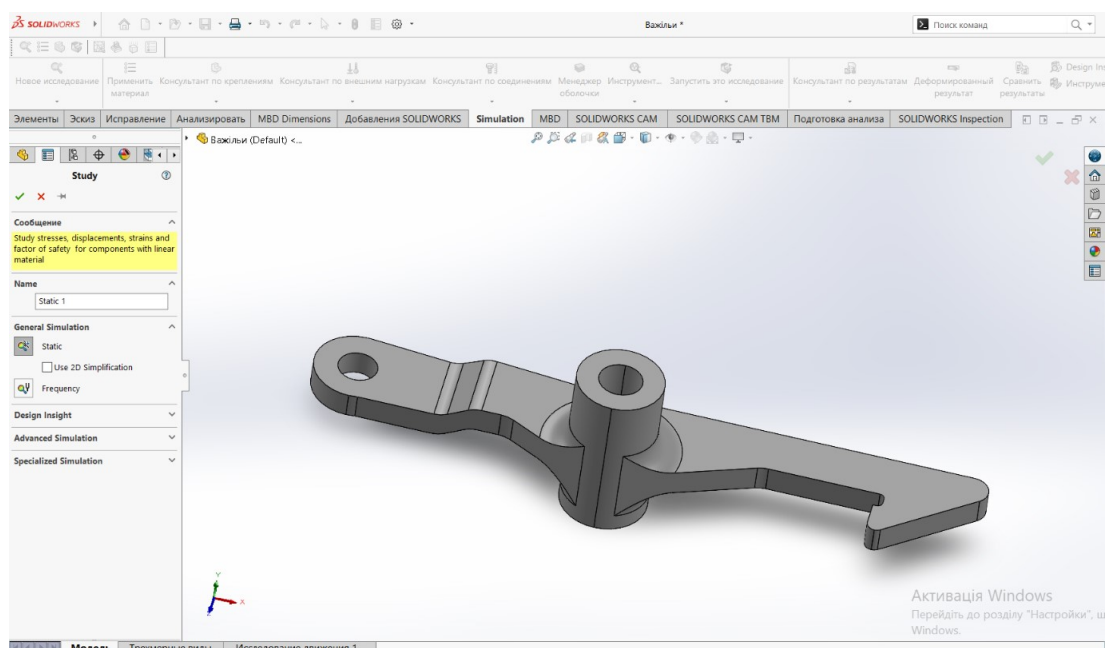 SOLIDWORKS
Важільи *
Поиск команд
Новое исследование
Применить материал
Консультант по креплениям
Консультант по внешним нагрузкам
Консультант по соединениям
Менеджер оболочки
Инструмент...
Запустить это исследование
Консультант по результатам
Деформированный результат
Сравнить результаты
Design
Элементы Эскиз Исправление Анализировать MBD Dimensions Добавления SOLIDWORKS Simulation MBD SOLIDWORKS CAM SOLIDWORKS CAM TBM Подготовка анализа SOLIDWORKS Inspection
Важільи (Default) <...
Study
Сообщение
Study stresses, displacements, strains and
factor of safety for components with linear
material
Name
Static 1
General Simulation
Static
Use 2D Simplification
Frequency
Design Insight
Advanced Simulation
Specialized Simulation
Y
X
Z
Активація Windows
Перейдіть до розділу "Настройки", щ
Windows.
Модель Трехмерные виды Исследование движения 1